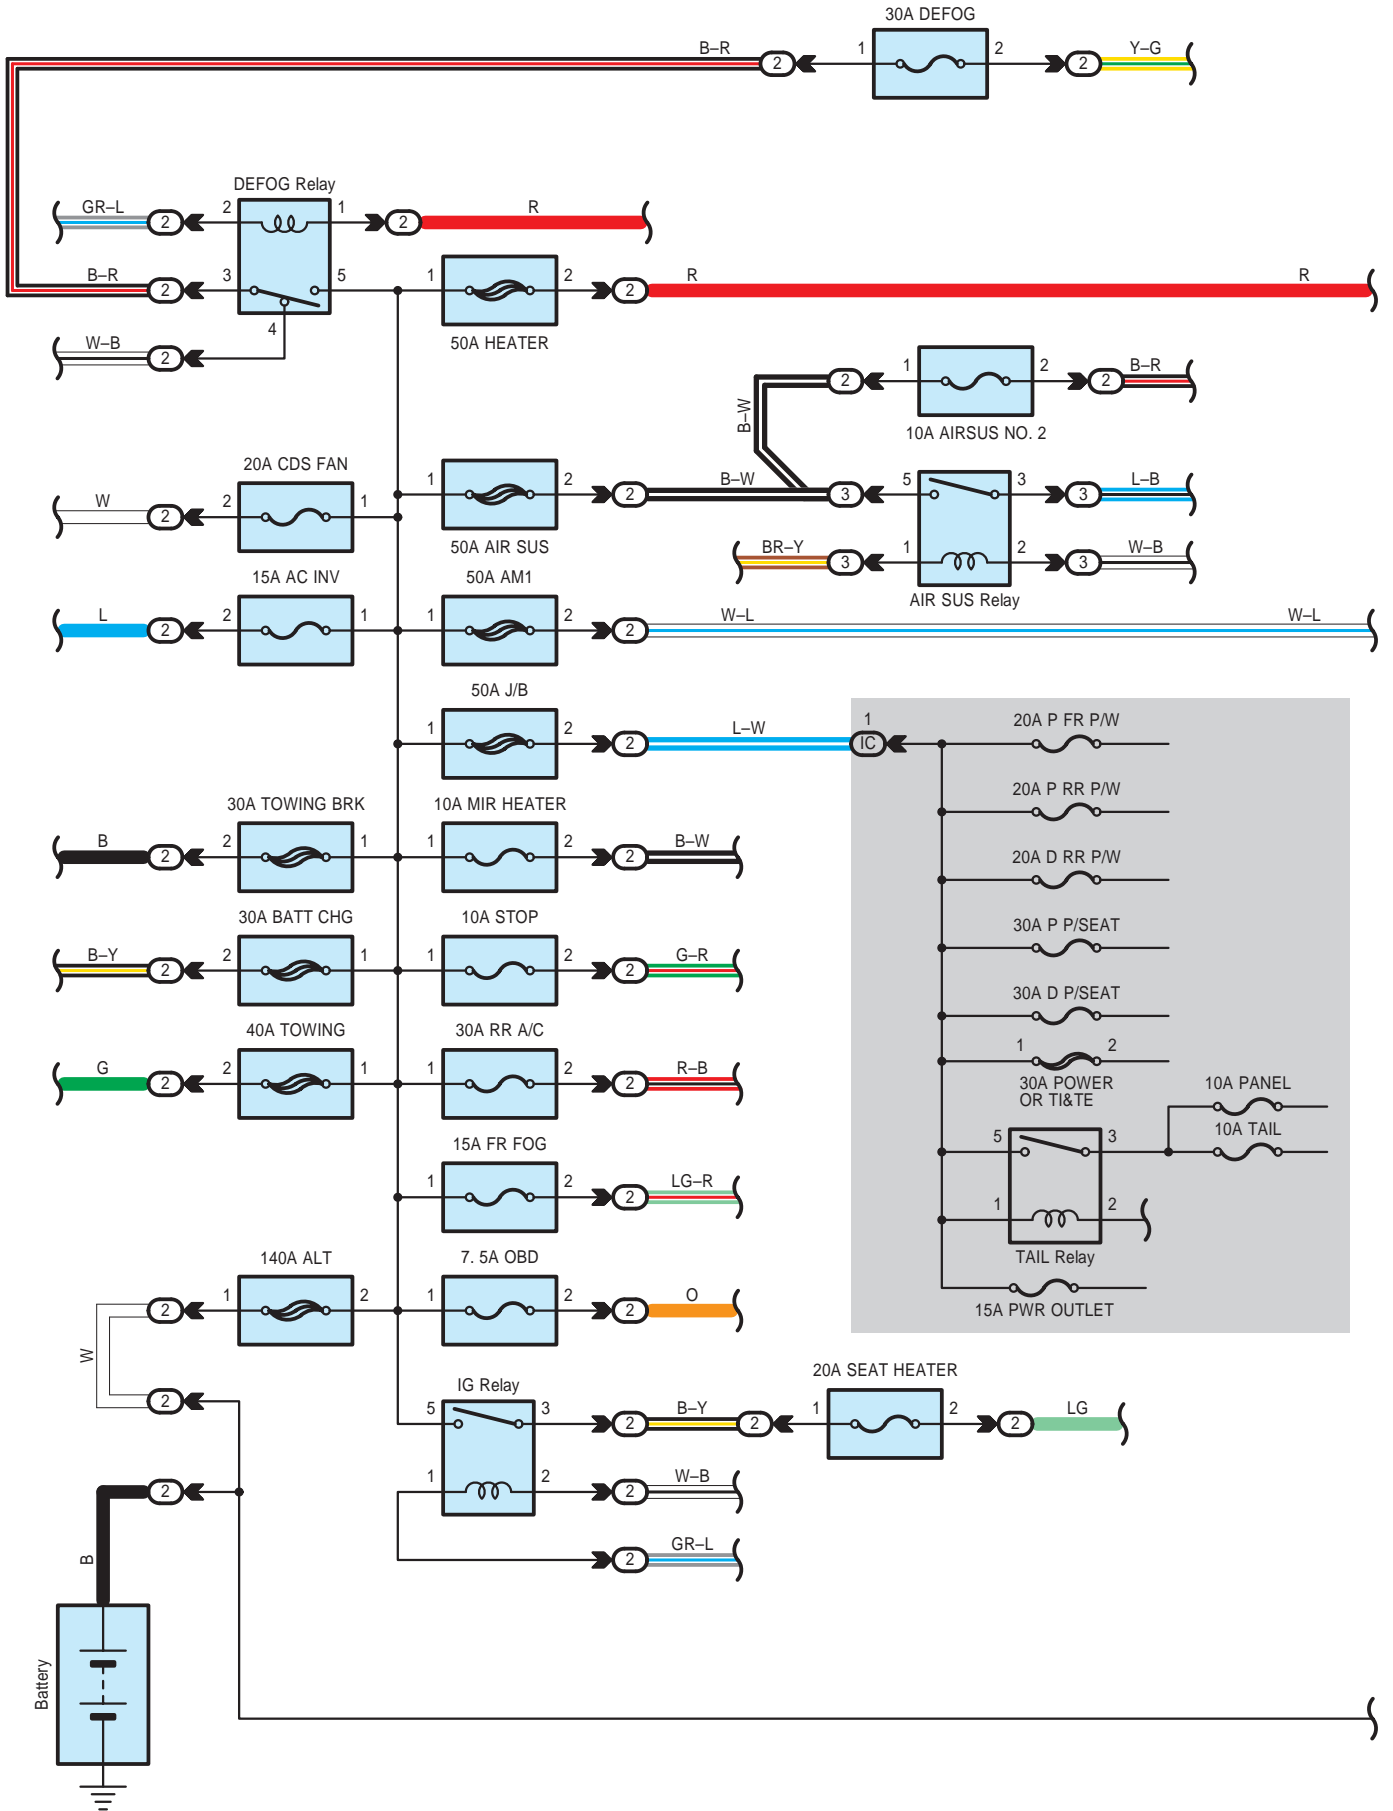 30A DEFOG
B–R 2 1 2 2 Y–G
DEFOG Relay
GR–L 2 2 1 2 R
B–R 2 3 5 1 2 2 R R
4
50A HEATER
W–B 2
2 1 2 2 B–R
B–W
10A AIRSUS NO. 2
20A CDS FAN
1 2 2 B–W 3 5 3 3 L–B
W 2 2 1
50A AIR SUS
BR–Y 3 1 2 3 W–B
15A AC INV 50A AM1
AIR SUS Relay
L 2 2 1 1 2 2 W–L W–L
50A J/B
1 2 2 L–W 1 IC
20A P FR P/W
20A P RR P/W
30A TOWING BRK 10A MIR HEATER
B 2 2 1 1 2 2 B–W
20A D RR P/W
30A BATT CHG 10A STOP
30A P P/SEAT
B–Y 2 2 1 1 2 2 G–R
30A D P/SEAT
40A TOWING 30A RR A/C
1 2
G 2 2 1 1 2 2 R–B
30A POWER
OR TI&TE
10A PANEL
10A TAIL
15A FR FOG
5 3
1 2 2 LG–R
1 2
TAIL Relay
140A ALT 7. 5A OBD
2 1 2 1 2 2 O
15A PWR OUTLET
W
2
IG Relay
20A SEAT HEATER
5 3 2 B–Y 2 1 2 2 LG
1 2 2 W–B
2
2 GR–L
B
Battery